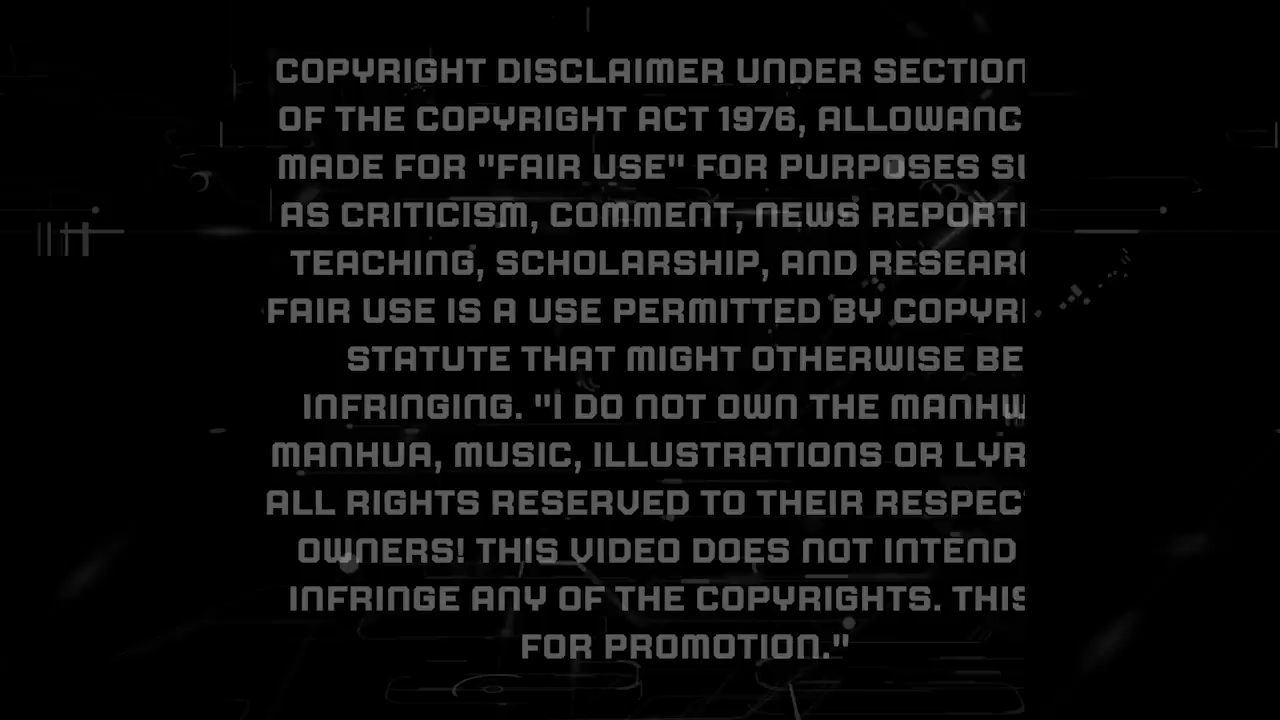 COPYRIGHT DISCLAIMER UNDER SECTION
OF THE COPYRIGHT ACT 1976, ALLOWANC
MADE FOR "FAIR USE" FOR PURPOSES SU
AS CRITICISM, COMMENT, NEWS REPORTI
TEACHING, SCHOLARSHIP, AND RESEARC
FAIR USE IS A USE PERMITTED BY COPYRI
STATUTE THAT MIGHT OTHERWISE BE
INFRINGING. "I DO NOT OWN THE MANHW
MANHUA, MUSIC, ILLUSTRATIONS OR LYR
ALL RIGHTS RESERVED TO THEIR RESPEC
OWNERS! THIS VIDEO DOES NOT INTEND
INFRINGE ANY OF THE COPYRIGHTS. THIS
FOR PROMOTION."